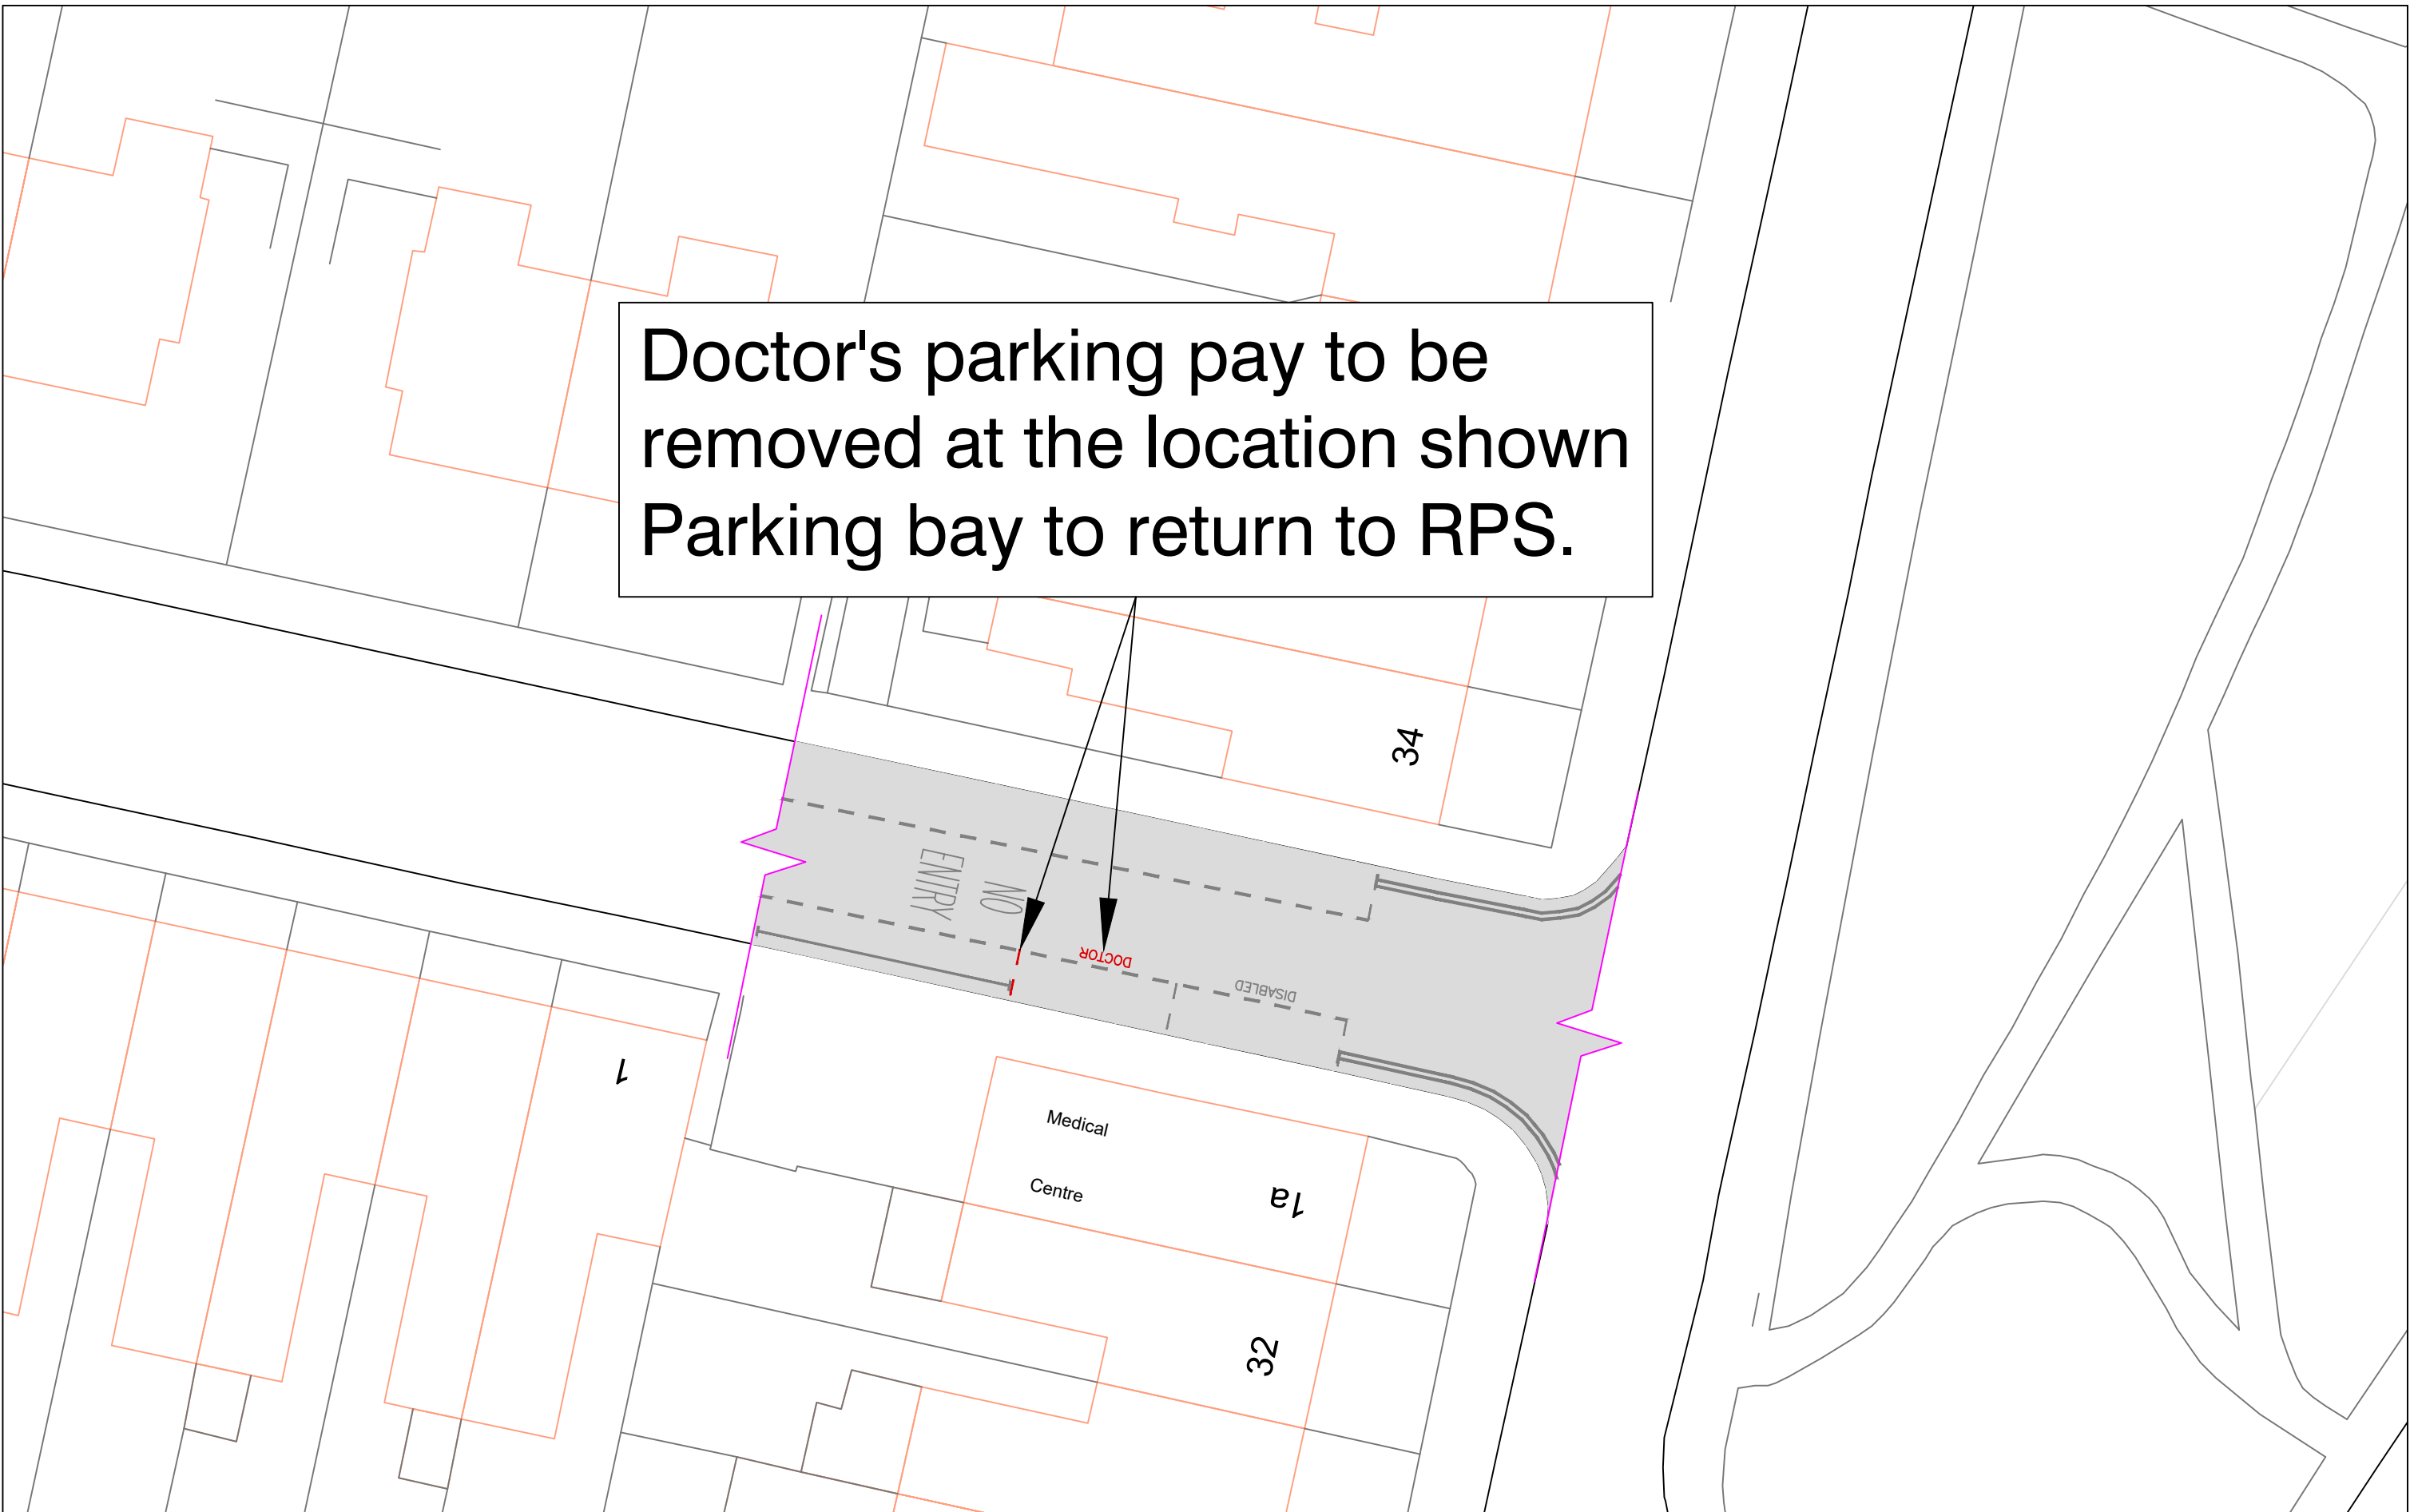 Doctor's parking pay to be
removed at the location shown
Parking bay to return to RPS.
34
NO
ENTRY
DOCTOR
DISABLED
1
Medical
Centre
1a
32